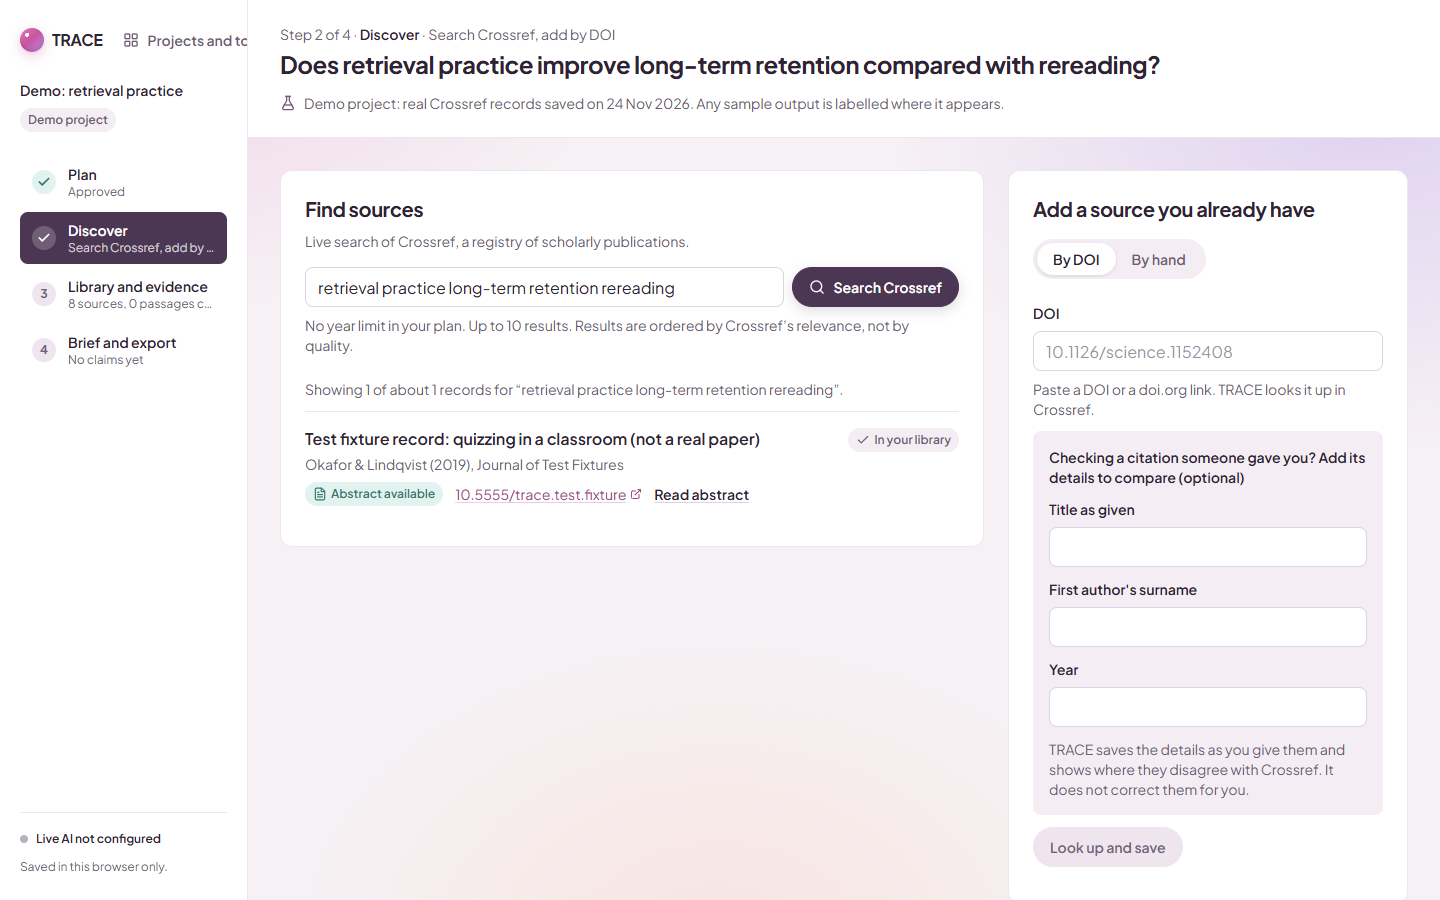 TRACE
Projects and to
Demo: retrieval practice
Demo project
Plan
Approved
Discover
Search Crossref, add by ...
3
Library and evidence
8 sources, 0 passages c...
4
Brief and export
No claims yet
Live AI not configured
Saved in this browser only.
Step 2 of 4 · Discover · Search Crossref, add by DOI
Does retrieval practice improve long-term retention compared with rereading?
Demo project: real Crossref records saved on 24 Nov 2026. Any sample output is labelled where it appears.
Find sources
Live search of Crossref, a registry of scholarly publications.
retrieval practice long-term retention rereading
Search Crossref
No year limit in your plan. Up to 10 results. Results are ordered by Crossref's relevance, not by
quality.
Showing 1 of about 1 records for “retrieval practice long-term retention rereading”.
Test fixture record: quizzing in a classroom (not a real paper)
In your library
Okafor & Lindqvist (2019), Journal of Test Fixtures
Abstract available
10.5555/trace.test.fixture
Read abstract
Add a source you already have
By DOI
By hand
DOI
10.1126/science.1152408
Paste a DOI or a doi.org link. TRACE looks it up in
Crossref.
Checking a citation someone gave you? Add its
details to compare (optional)
Title as given
First author's surname
Year
TRACE saves the details as you give them and
shows where they disagree with Crossref. It
does not correct them for you.
Look up and save